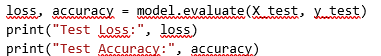 loss, accuracy = model.evaluate(X_test, y_test)
print("Test Loss:", loss)
print("Test Accuracy:", accuracy)